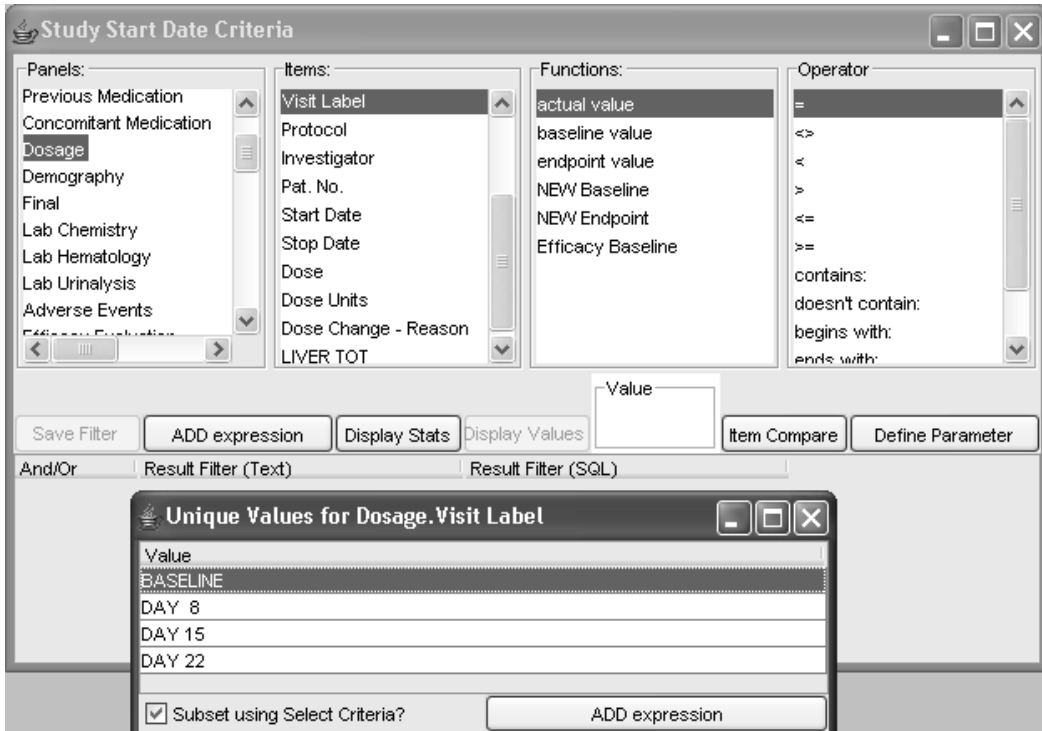 Study Start Date Criteria
Panels:
Previous Medication
Concomitant Medication
Dosage
Demography
Final
Lab Chemistry
Lab Hematology
Lab Urinalysis
Adverse Events
Efficacy Evaluation
Items:
Visit Label
Protocol
Investigator
Pat. No.
Start Date
Stop Date
Dose
Dose Units
Dose Change - Reason
LIVER TOT
Functions:
actual value
baseline value
endpoint value
NEW Baseline
NEW Endpoint
Efficacy Baseline
Operator
=
<>
<
>
<=
>=
contains:
doesn't contain:
begins with:
ends with:
Value
Save Filter ADD expression Display Stats Display Values Item Compare Define Parameter
And/Or Result Filter (Text) Result Filter (SQL)
Unique Values for Dosage.Visit Label
Value
BASELINE
DAY  8
DAY 15
DAY 22
Subset using Select Criteria? ADD expression